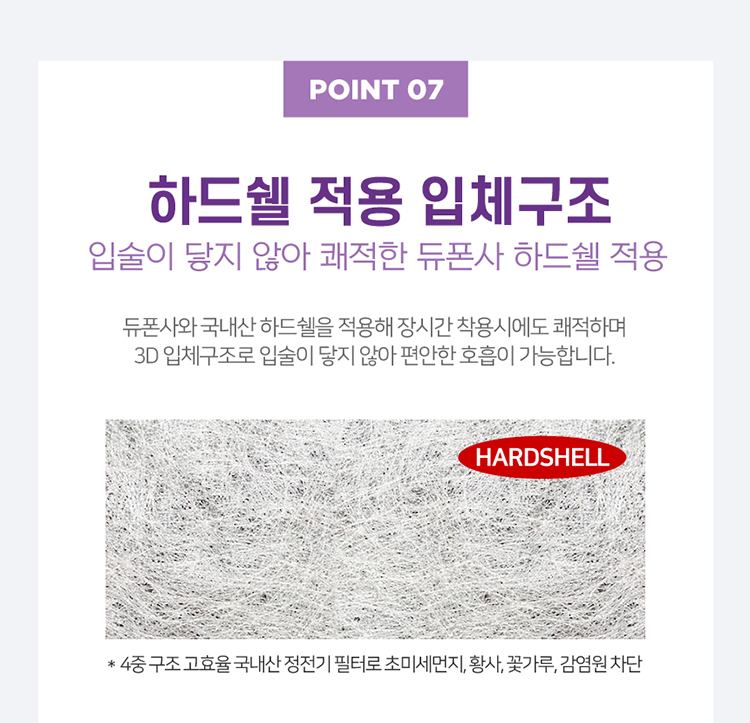 POINT 07
하드쉘 적용 입체구조
입술이 닿지 않아 쾌적한 듀폰사 하드쉘 적용
듀폰사와 국내산 하드쉘을 적용해 장시간 착용시에도 쾌적하며
3D 입체구조로 입술이 닿지 않아 편안한 호흡이 가능합니다.
HARDSHELL
* 4중 구조 고효율 국내산 정전기 필터로 초미세먼지, 황사, 꽃가루, 감염원 차단